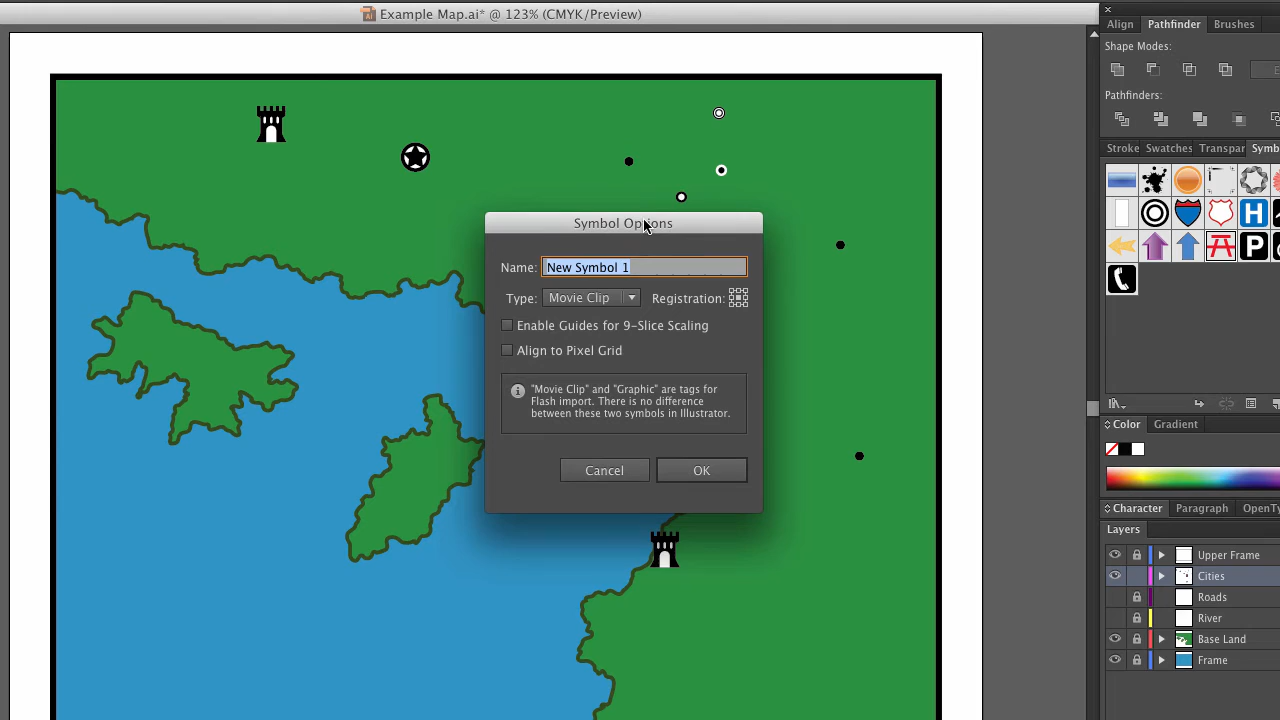 Example Map.ai* @ 123% (CMYK/Preview)
Align Pathfinder Brushes
Shape Modes:
Pathfinders:
Stroke Swatches Transpar Symb
H
P
Symbol Options
Name: New Symbol 1
Type: Movie Clip Registration:
Enable Guides for 9-Slice Scaling
Align to Pixel Grid
"Movie Clip" and "Graphic" are tags for
Flash import. There is no difference
between these two symbols in Illustrator.
Cancel OK
Color Gradient
Character Paragraph OpenTy
Layers
Upper Frame
Cities
Roads
River
Base Land
Frame